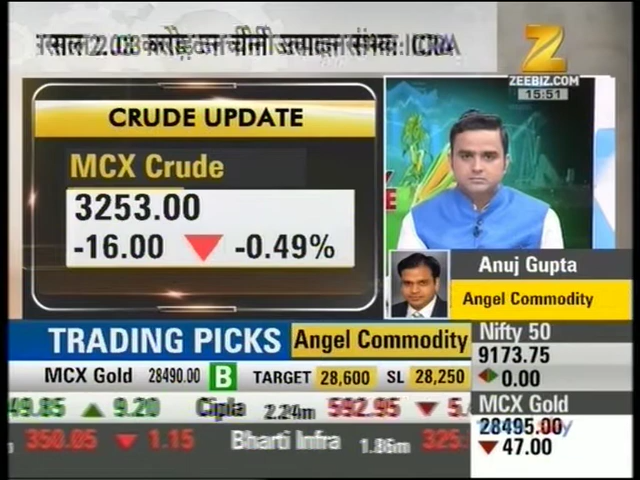 Z
ZEEBIZ.COM
15:51
CRUDE UPDATE
MCX Crude
3253.00
-16.00 -0.49%
Anuj Gupta
Angel Commodity
TRADING PICKS Angel Commodity
MCX Gold 28490.00 B TARGET 28,600 SL 28,250
Nifty 50
9173.75
0.00
MCX Gold
28495.00
47.00
49.85 9.20 Cipla 2.24m 592.95
350.05 1.15 Bharti Infra 1.86m 325